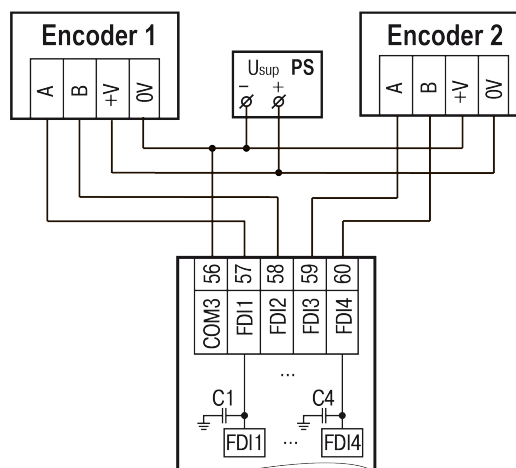 Encoder 1
A B +V 0V
Usup PS
- +
Encoder 2
A B +V 0V
56 57 58 59 60
COM3 FDI1 FDI2 FDI3 FDI4
...
C1 C4
FDI1 ... FDI4